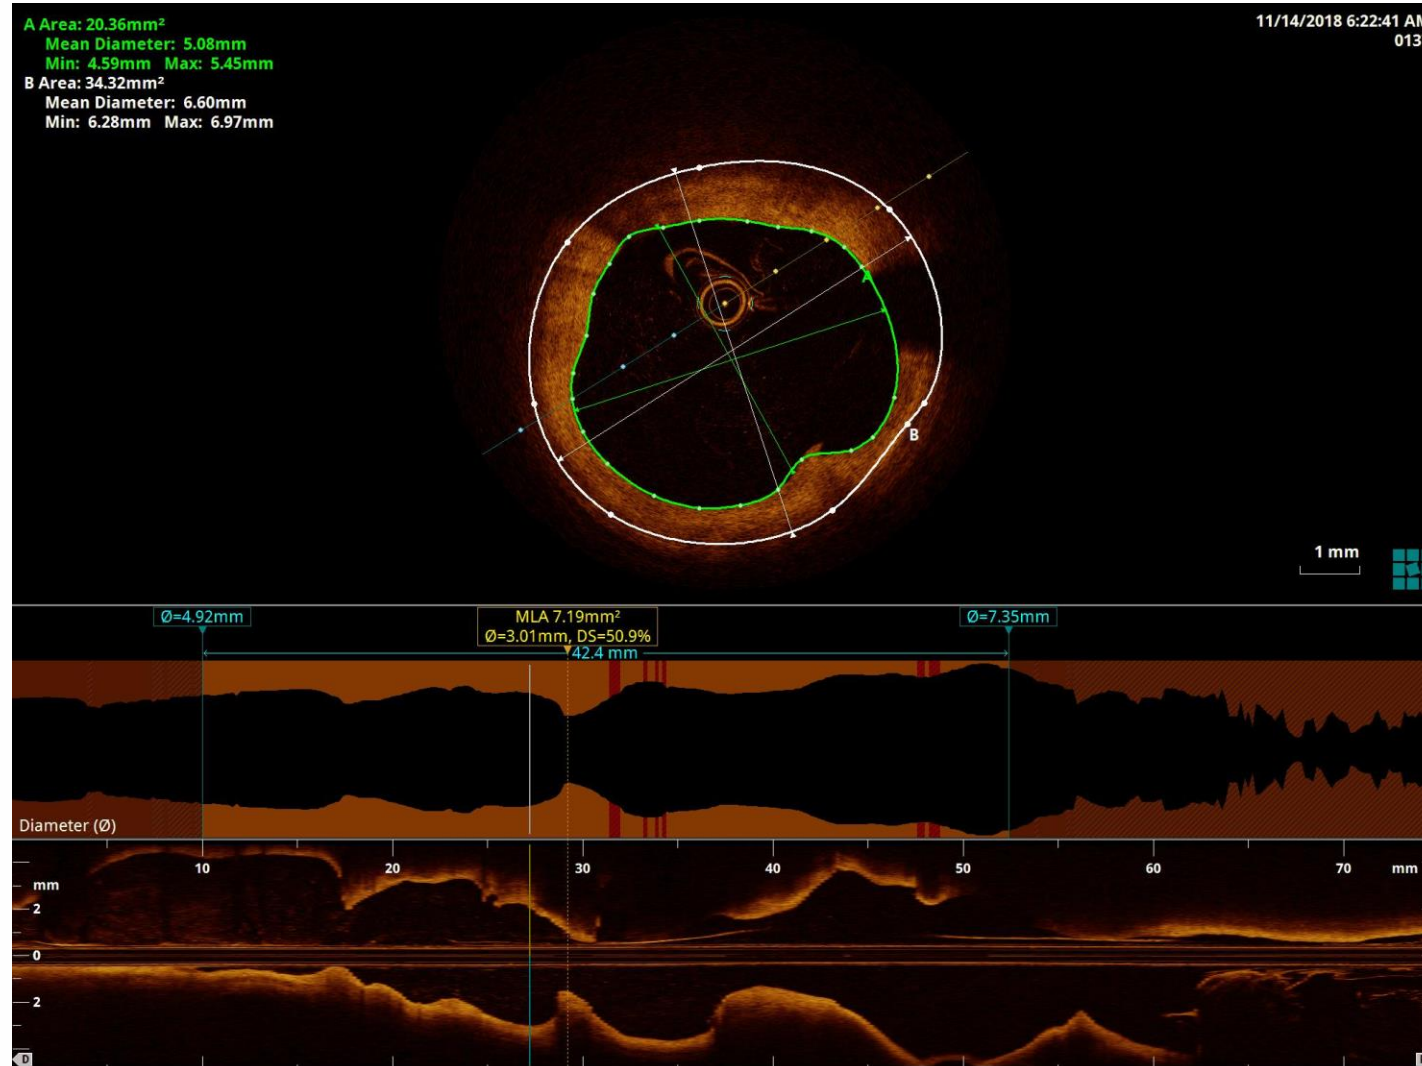 A Area: 20.36mm²
Mean Diameter: 5.08mm
Min: 4.59mm Max: 5.45mm
B Area: 34.32mm²
Mean Diameter: 6.60mm
Min: 6.28mm Max: 6.97mm
11/14/2018 6:22:41 AM
013
A
B
1 mm
Ø=4.92mm
MLA 7.19mm²
Ø=3.01mm, DS=50.9%
Ø=7.35mm
42.4 mm
Diameter (Ø)
10 20 30 40 50 60 70 mm
mm
2
0
2
D